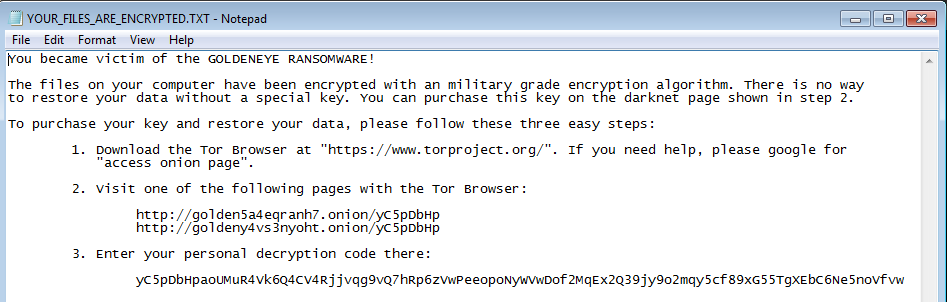 YOUR_FILES_ARE_ENCRYPTED.TXT - Notepad
File Edit Format View Help
You became victim of the GOLDENEYE RANSOMWARE!
The files on your computer have been encrypted with an military grade encryption algorithm. There is no way
to restore your data without a special key. You can purchase this key on the darknet page shown in step 2.
To purchase your key and restore your data, please follow these three easy steps:
1. Download the Tor Browser at "https://www.torproject.org/". If you need help, please google for
"access onion page".
2. Visit one of the following pages with the Tor Browser:
http://golden5a4eqranh7.onion/yC5pDbHp
http://goldeny4vs3nyoht.onion/yC5pDbHp
3. Enter your personal decryption code there:
yC5pDbHpaoUMuR4Vk6Q4CV4Rjjvqg9vQ7hRp6zVwPeeopoNyWVwDof2MqEx2Q39jy9o2mqy5cf89xG55TgXEbC6Ne5noVfvw